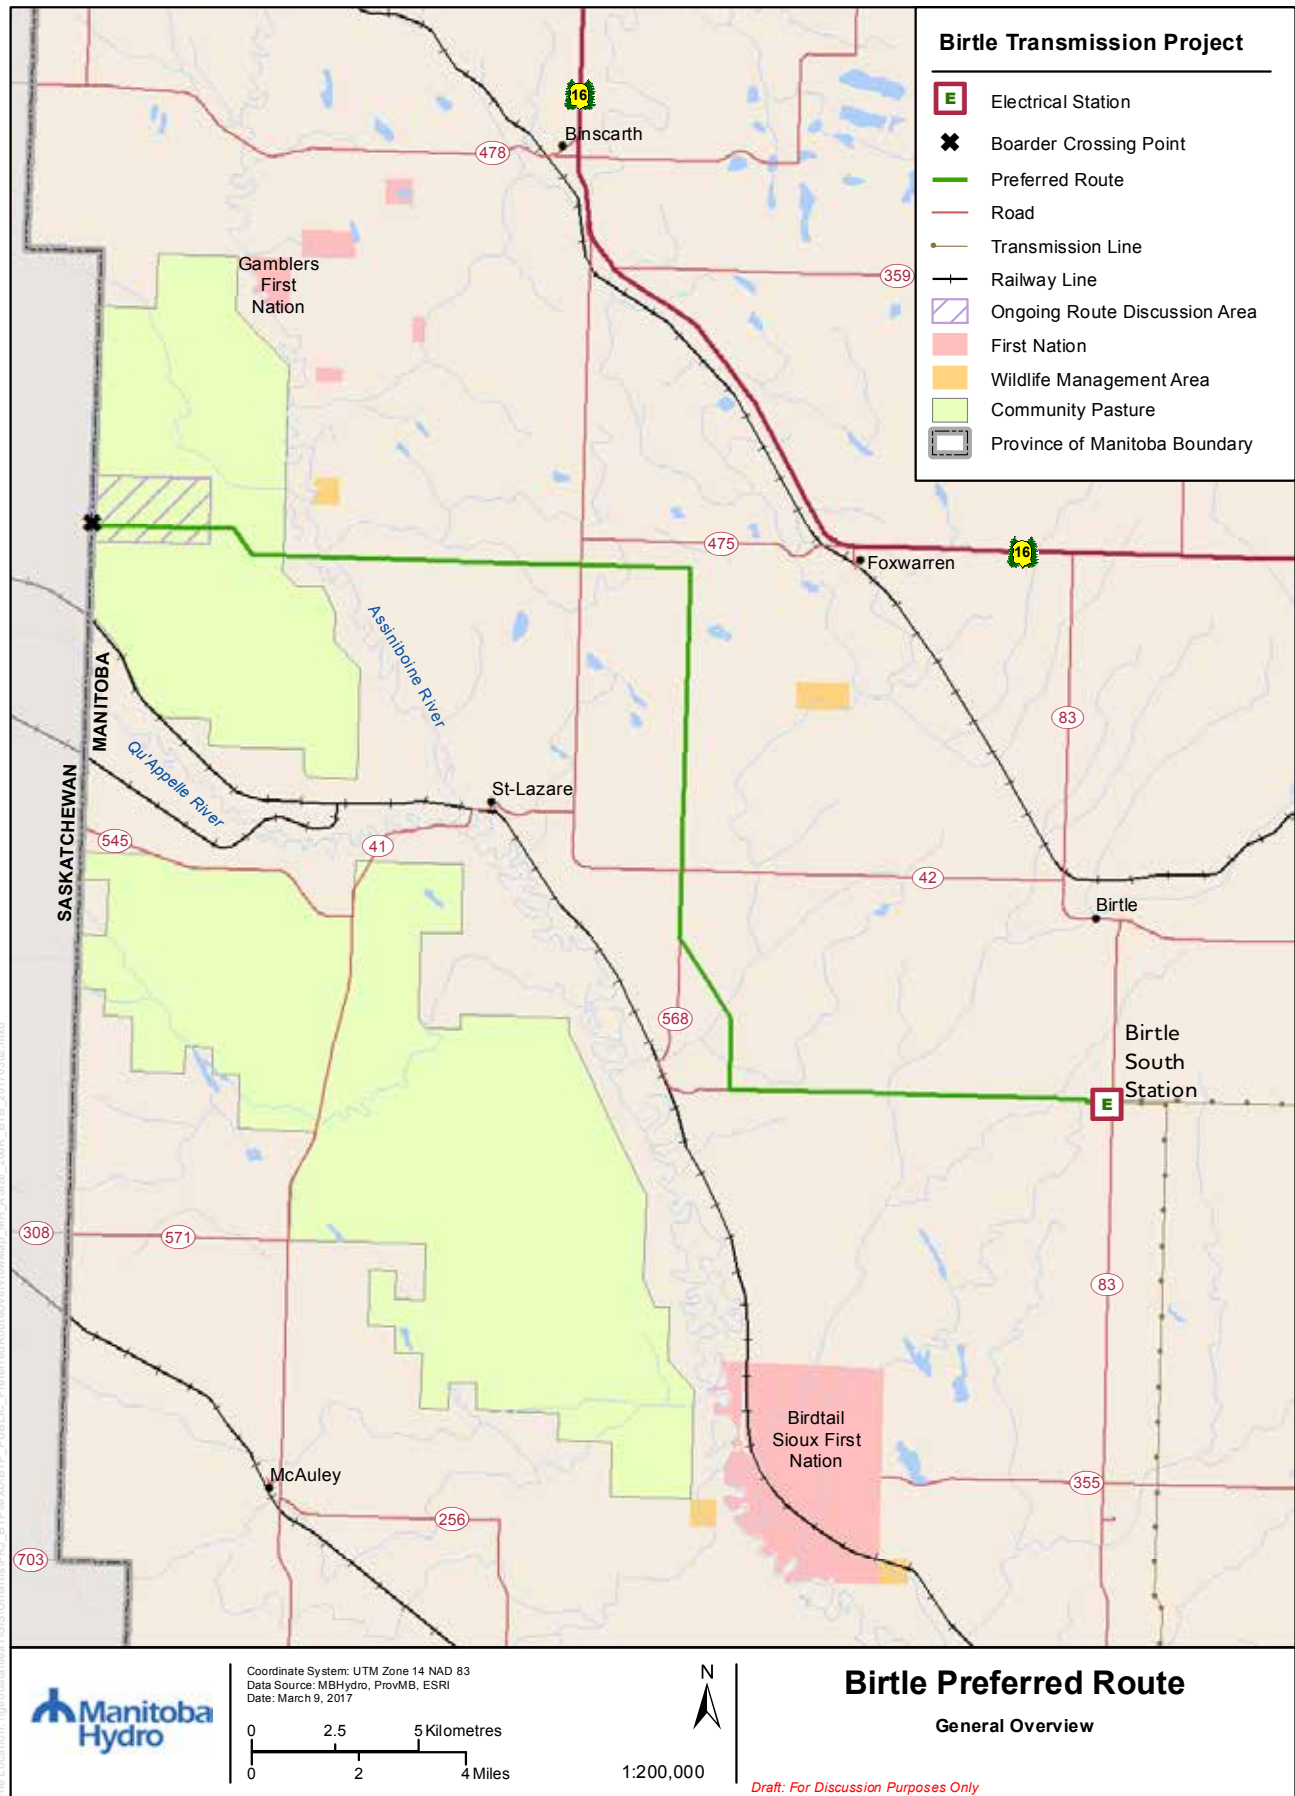 Birtle Transmission Project
E
Electrical Station
Boarder Crossing Point
Preferred Route
Road
Transmission Line
Railway Line
Ongoing Route Discussion Area
First Nation
Wildlife Management Area
Community Pasture
Province of Manitoba Boundary
16
Binscarth
478
Gamblers
First
Nation
359
475
16
Foxwarren
Assiniboine River
MANITOBA
SASKATCHEWAN
83
Qu'Appelle River
St-Lazare
545
41
42
Birtle
568
Birtle
South
Station
E
308
571
83
Birdtail
Sioux First
Nation
McAuley
355
256
703
Manitoba
Hydro
Coordinate System: UTM Zone 14 NAD 83
Data Source: MBHydro, ProvMB, ESRI
Date: March 9, 2017
0 2.5 5 Kilometres
0 2 4 Miles
N
1:200,000
Birtle Preferred Route
General Overview
Draft: For Discussion Purposes Only